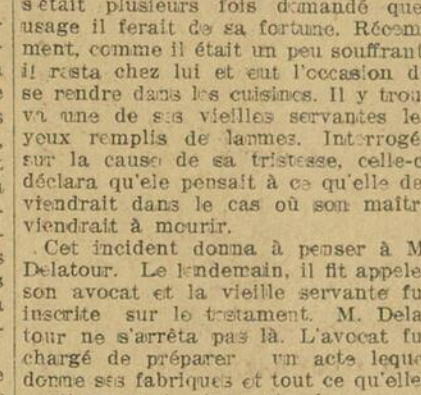 s'était plusieurs fois demandé que
usage il ferait de sa fortune. Récem
ment, comme il était un peu souffrant
il resta chez lui et eut l'occasion d
se rendre dans les cuisines. Il y trou
va une de ses vieilles servantes le
yeux remplis de larmes. Interrogé
sur la cause de sa tristesse, celle-c
déclara qu'ele pensait à ce qu'elle de
viendrait dans le cas où son maîtr
viendrait à mourir.
Cet incident donna à penser à M
Delatour. Le lendemain, il fit appele
son avocat et la vieille servante fu
inscrite sur le testament. M. Dela
tour ne s'arrêta pas là. L'avocat fu
chargé de préparer un acte leque
donne ses fabriques et tout ce qu'elle